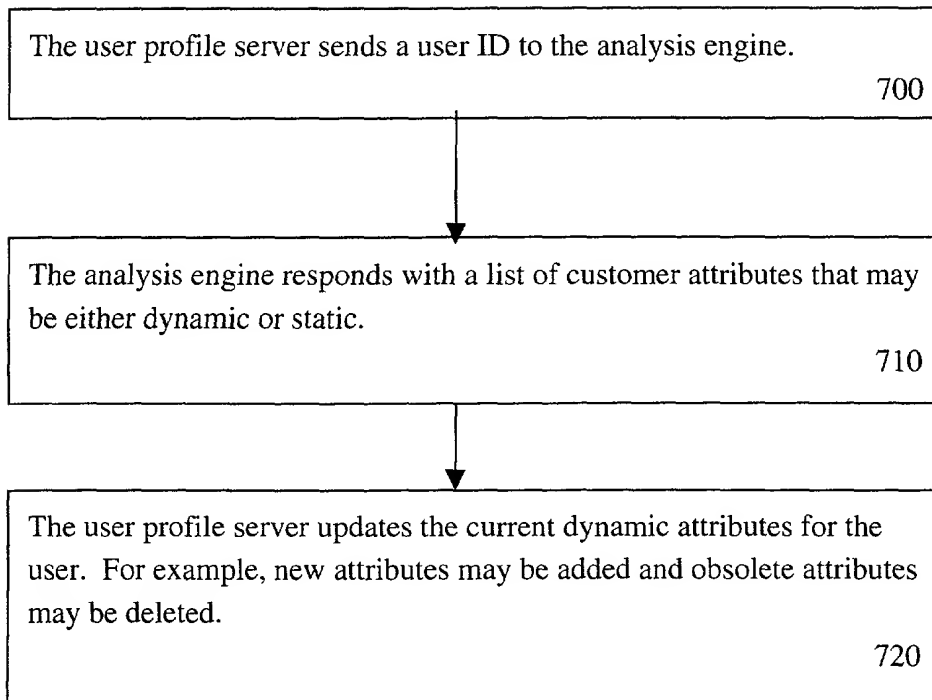 The user profile server sends a user ID to the analysis engine.
700
The analysis engine responds with a list of customer attributes that may
be either dynamic or static.
710
The user profile server updates the current dynamic attributes for the
user. For example, new attributes may be added and obsolete attributes
may be deleted.
720